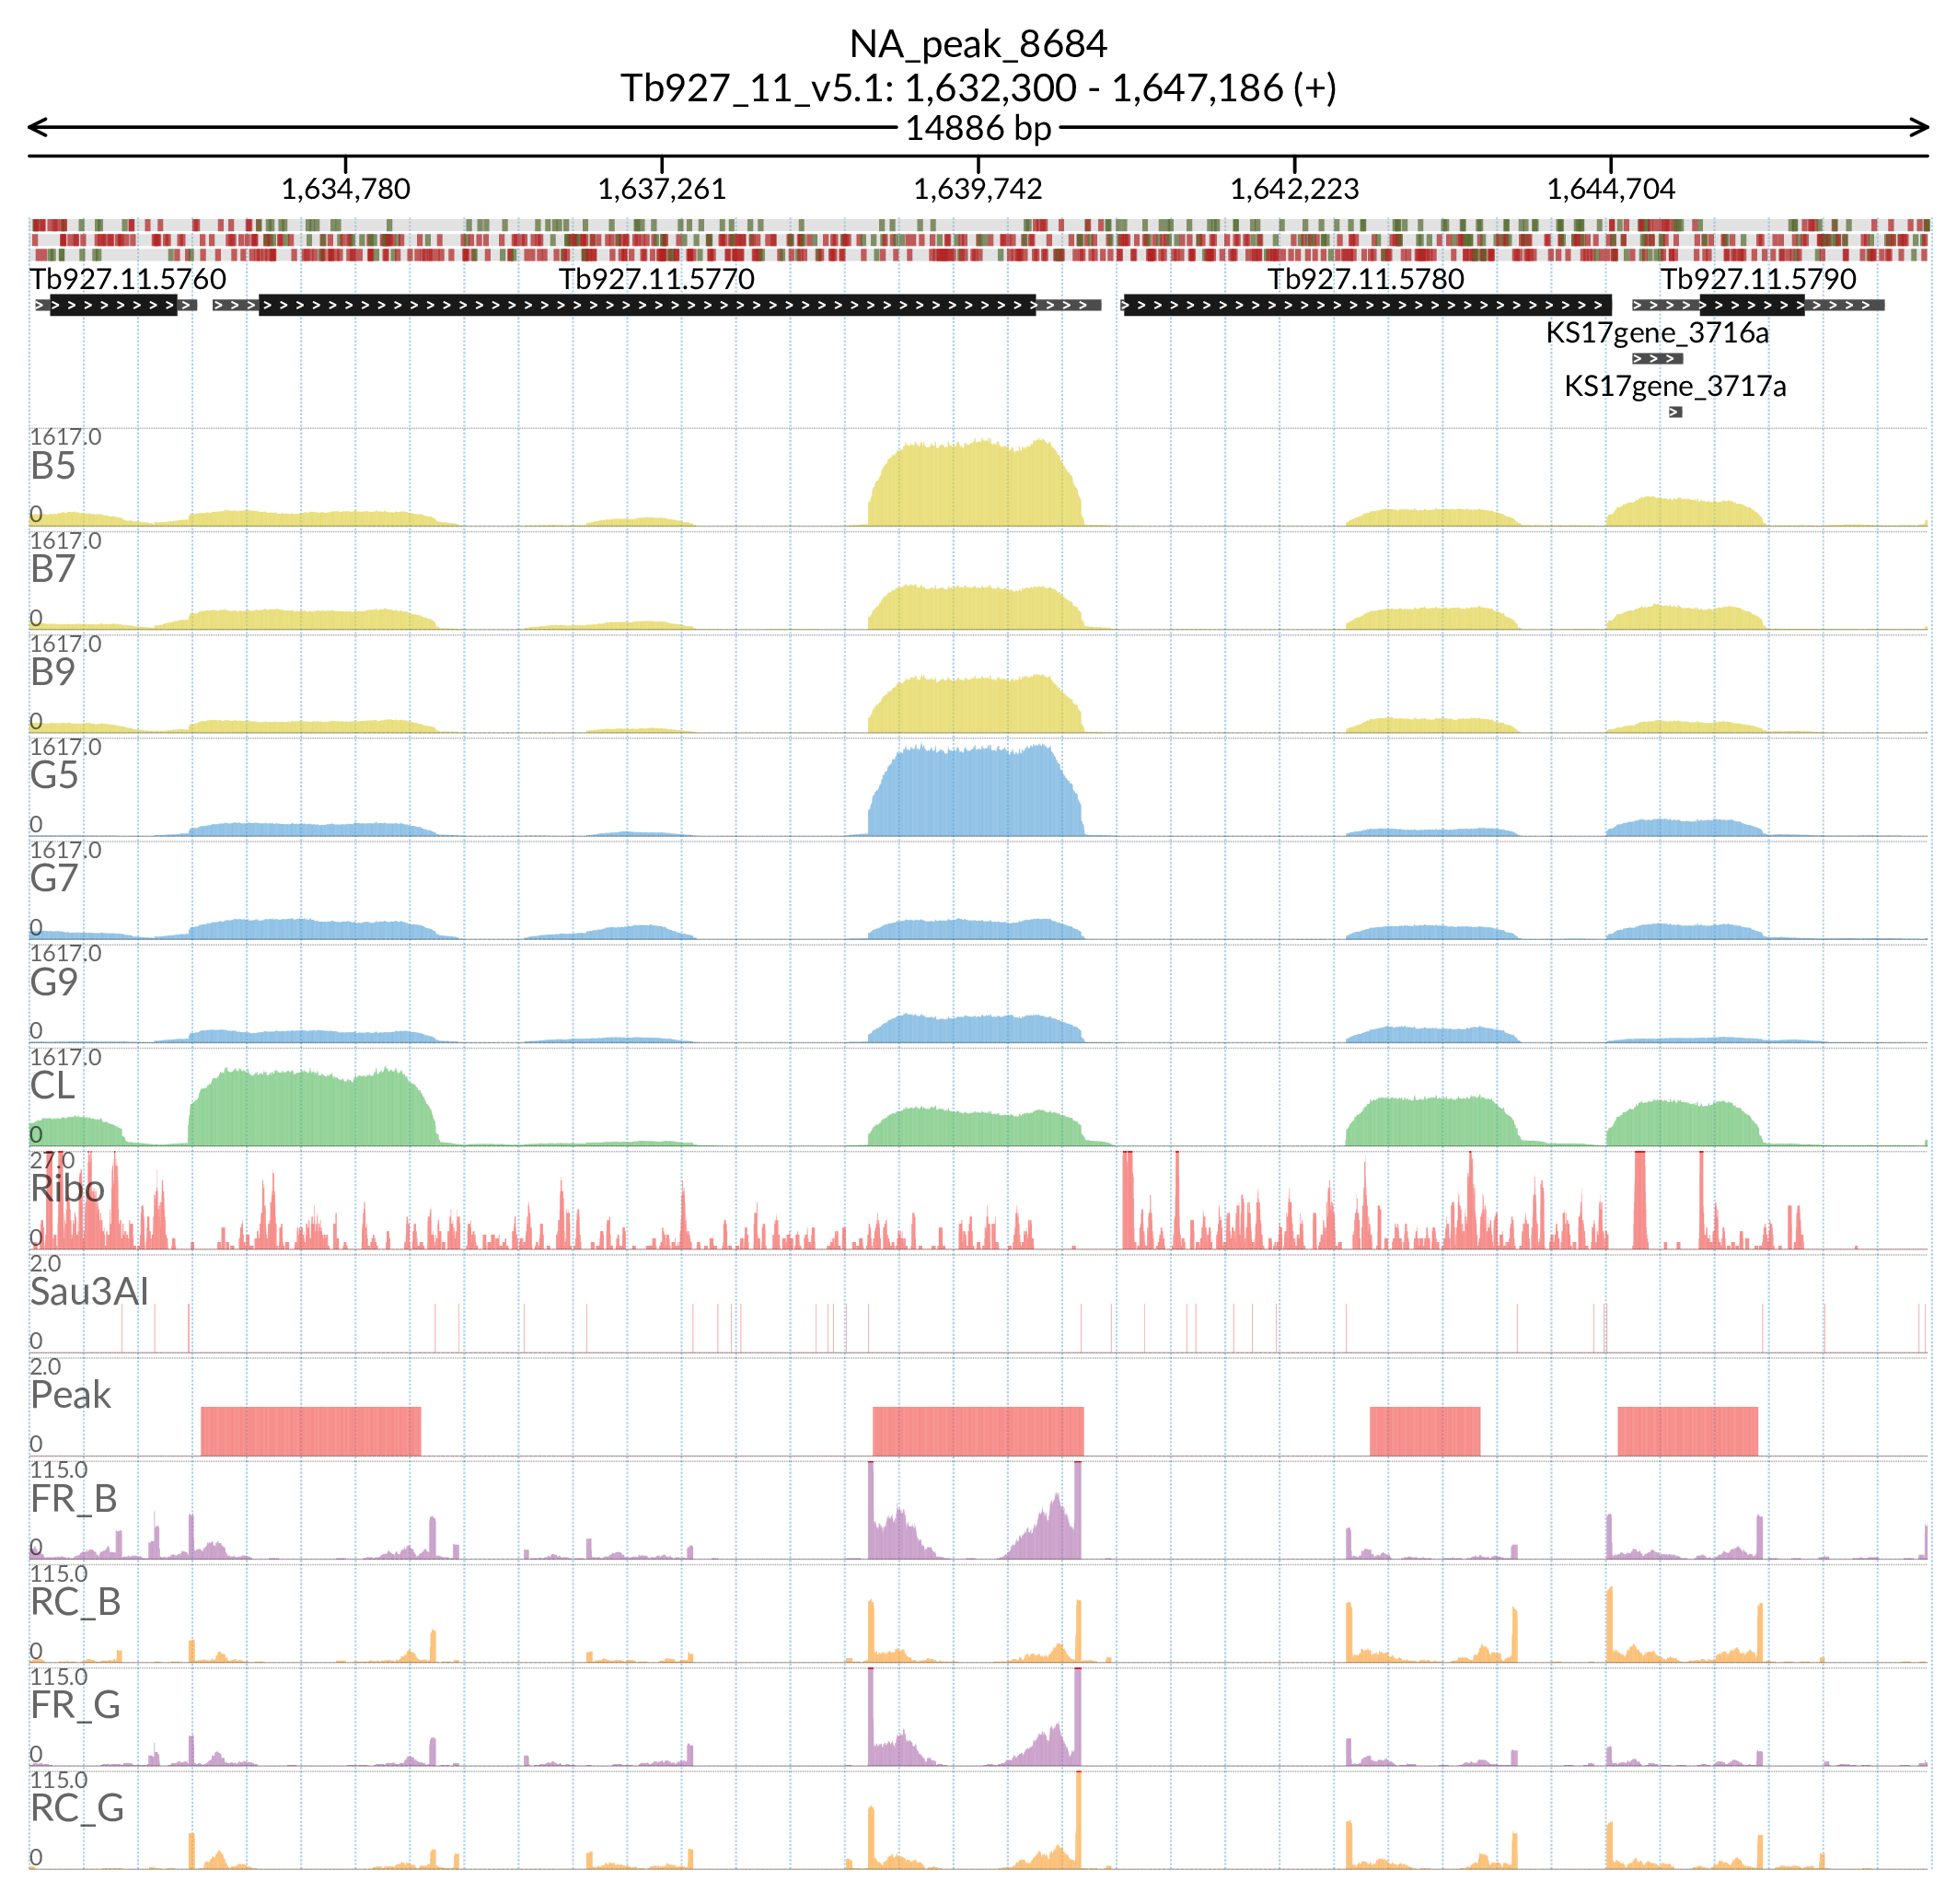 NA_peak_8684
Tb927_11_v5.1: 1,632,300 - 1,647,186 (+)
14886 bp
1,634,780 1,637,261 1,639,742 1,642,223 1,644,704
Tb927.11.5760 Tb927.11.5770 Tb927.11.5780 Tb927.11.5790
KS17gene_3716a
KS17gene_3717a
1617.0
B5
0
1617.0
B7
0
1617.0
B9
0
1617.0
G5
0
1617.0
G7
0
1617.0
G9
0
1617.0
CL
0
27.0
Ribo
0
2.0
Sau3AI
0
2.0
Peak
0
115.0
FR_B
0
115.0
RC_B
0
115.0
FR_G
0
115.0
RC_G
0